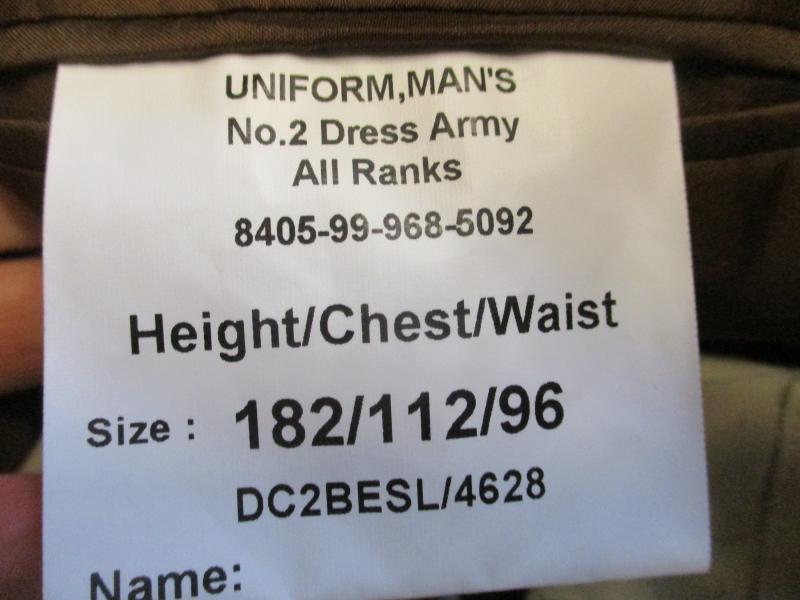 UNIFORM,MAN'S
No.2 Dress Army
All Ranks
8405-99-968-5092
Height/Chest/Waist
Size : 182/112/96
DC2BESL/4628
Name: